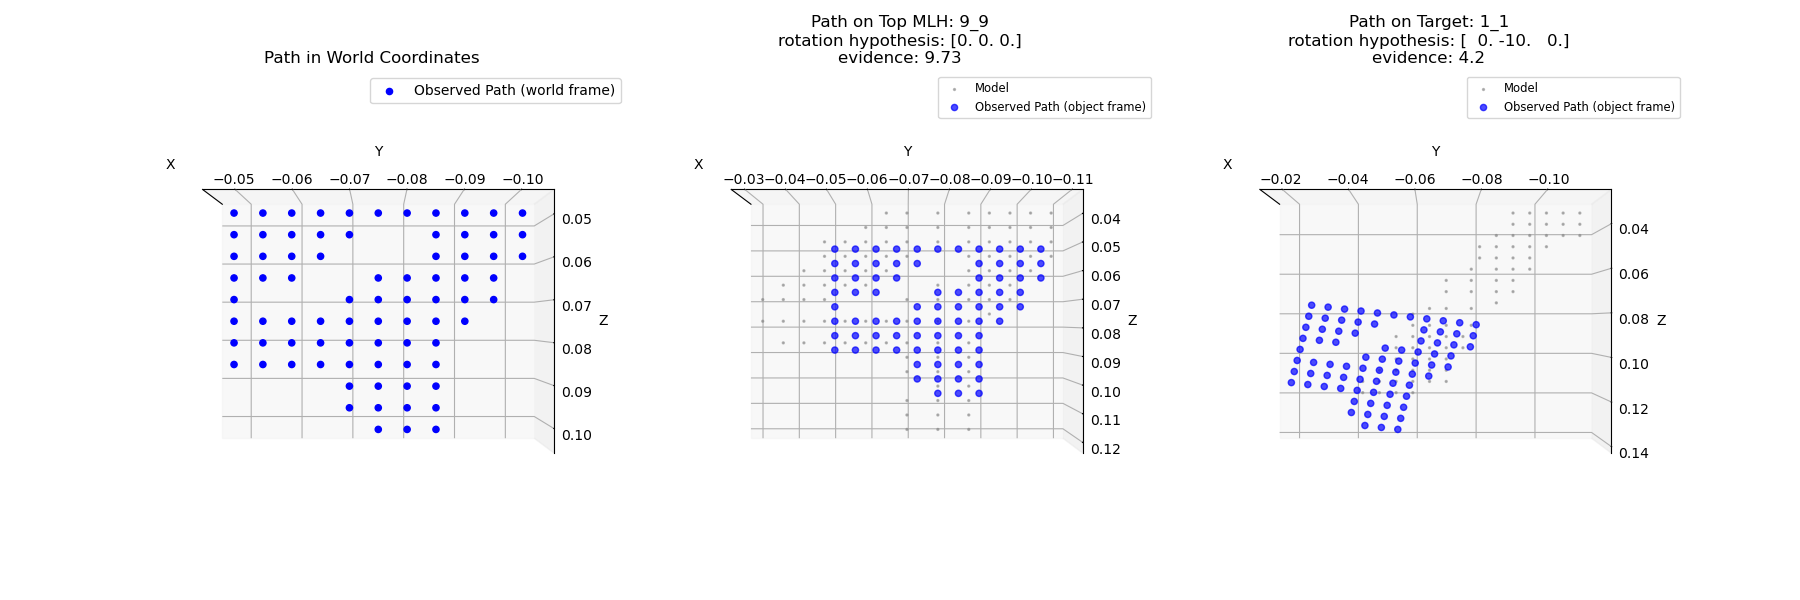 Path in World Coordinates
Observed Path (world frame)
X
Y
−0.05 −0.06 −0.07 −0.08 −0.09 −0.10
0.05
0.06
0.07
Z
0.08
0.09
0.10
Path on Top MLH: 9_9
rotation hypothesis: [0. 0. 0.]
evidence: 9.73
Model
Observed Path (object frame)
X
Y
−0.03 −0.04 −0.05 −0.06 −0.07 −0.08 −0.09 −0.10 −0.11
0.04
0.05
0.06
0.07
Z
0.08
0.09
0.10
0.11
0.12
Path on Target: 1_1
rotation hypothesis: [  0. -10.   0.]
evidence: 4.2
Model
Observed Path (object frame)
X
Y
−0.02 −0.04 −0.06 −0.08 −0.10
0.04
0.06
0.08
Z
0.10
0.12
0.14